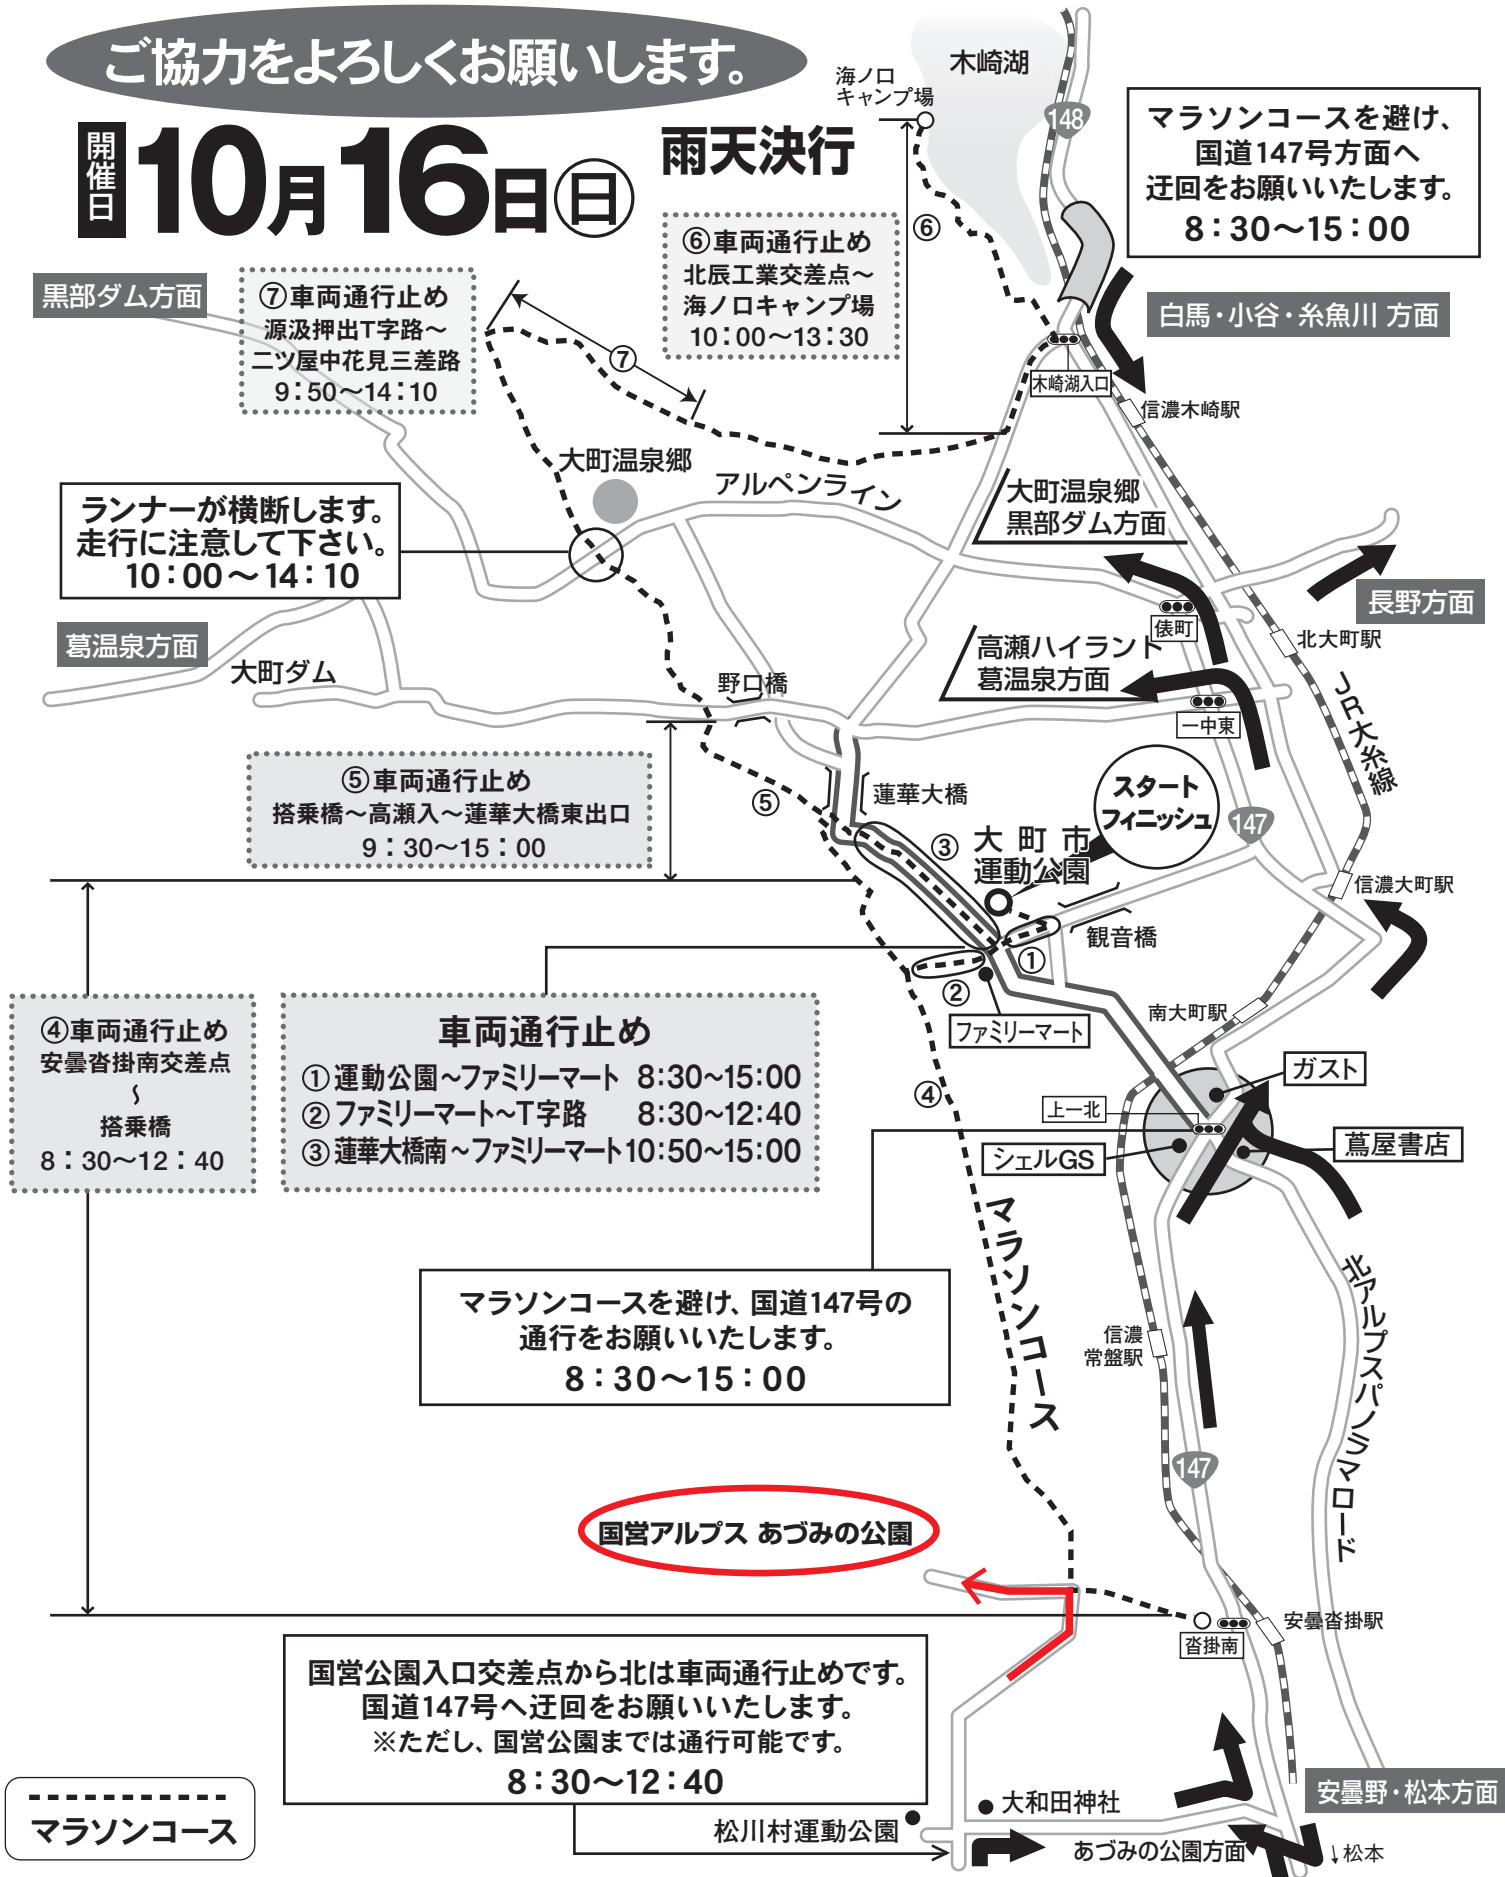 ご協力をよろしくお願いします。
開催日
10月16日㊐
雨天決行
海ノ口
キャンプ場
木崎湖
148
マラソンコースを避け、
国道147号方面へ
迂回をお願いいたします。
8：30～15：00
⑥車両通行止め
北辰工業交差点～
海ノロキャンプ場
10：00～13：30
⑥
黒部ダム方面
⑦車両通行止め
源汲押出T字路～
二ツ屋中花見三差路
9：50～14：10
⑦
白馬・小谷・糸魚川 方面
木崎湖入口
信濃木崎駅
大町温泉郷
アルペンライン
大町温泉郷
黒部ダム方面
ランナーが横断します。
走行に注意して下さい。
10：00～14：10
長野方面
俵町
北大町駅
葛温泉方面
大町ダム
高瀬ハイランド
葛温泉方面
野口橋
一中東
JR大糸線
⑤車両通行止め
搭乗橋～高瀬入～蓮華大橋東出口
9：30～15：00
⑤
蓮華大橋
スタート
フィニッシュ
147
③
大町市
運動公園
信濃大町駅
観音橋
①
②
ファミリーマート
南大町駅
④車両通行止め
安曇沓掛南交差点
～
搭乗橋
8：30～12：40
車両通行止め
①運動公園～ファミリーマート 8:30~15:00
②ファミリーマート～T字路 8:30~12:40
③蓮華大橋南～ファミリーマート10:50~15:00
④
ガスト
上一北
シェルGS
蔦屋書店
マラソンコース
マラソンコースを避け、国道147号の
通行をお願いいたします。
8：30～15：00
信濃
常盤駅
北アルプスパノラマロード
147
国営アルプス あづみの公園
安曇沓掛駅
沓掛南
国営公園入口交差点から北は車両通行止めです。
国道147号へ迂回をお願いいたします。
※ただし、国営公園までは通行可能です。
8：30～12：40
マラソンコース
松川村運動公園
大和田神社
安曇野・松本方面
あづみの公園方面
↓松本